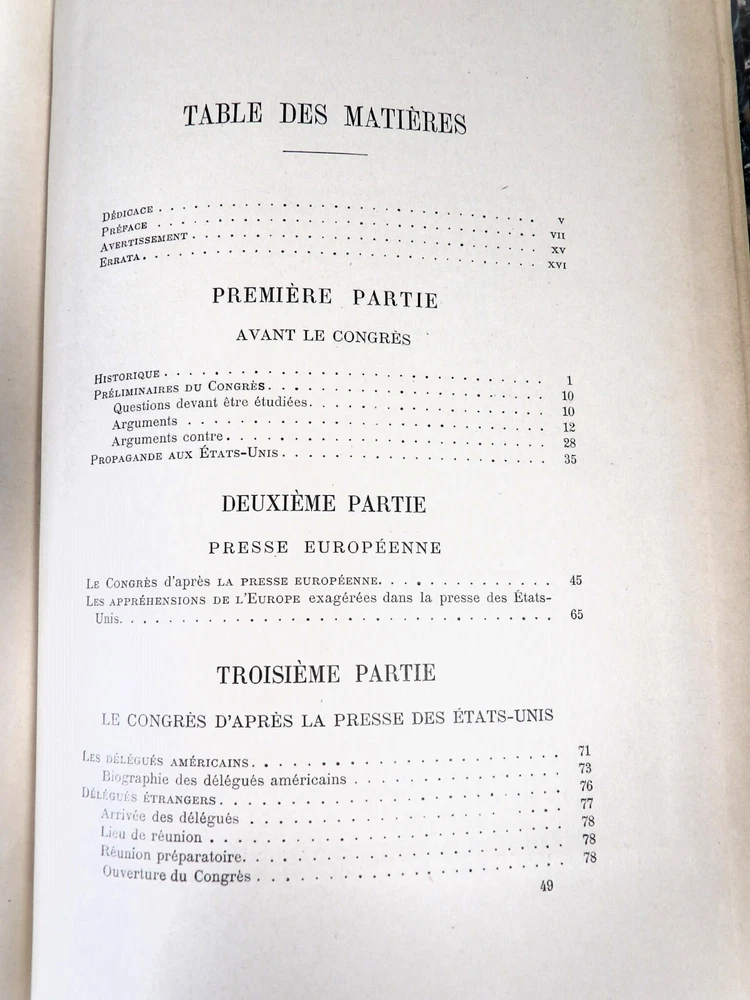 TABLE DES MATIÈRES
DÉDICACE . . . . . . . . . . . . . . . . . . V
PRÉFACE . . . . . . . . . . . . . . . . . . VII
AVERTISSEMENT . . . . . . . . . . . . . . . . XV
ERRATA. . . . . . . . . . . . . . . . . . . XVI
PREMIÈRE PARTIE
AVANT LE CONGRÈS
HISTORIQUE . . . . . . . . . . . . . . . . . 1
PRÉLIMINAIRES DU CONGRÈS. . . . . . . . . . . . . 10
Questions devant être étudiées. . . . . . . . . . . 10
Arguments . . . . . . . . . . . . . . . . . 12
Arguments contre. . . . . . . . . . . . . . . 28
PROPAGANDE AUX ÉTATS-UNIS. . . . . . . . . . . . 35
DEUXIÈME PARTIE
PRESSE EUROPÉENNE
LE CONGRÈS d'après LA PRESSE EUROPÉENNE. . . . . . . . . 45
LES APPRÉHENSIONS DE L'EUROPE exagérées dans la presse des États-
Unis. . . . . . . . . . . . . . . . . . . . 65
TROISIÈME PARTIE
LE CONGRÈS D'APRÈS LA PRESSE DES ÉTATS-UNIS
LES DÉLÉGUÉS AMÉRICAINS. . . . . . . . . . . . . . 71
Biographie des délégués américains . . . . . . . . . . 73
DÉLÉGUÉS ÉTRANGERS. . . . . . . . . . . . . . . 76
Arrivée des délégués . . . . . . . . . . . . . . 77
Lieu de réunion . . . . . . . . . . . . . . . . 78
Réunion préparatoire. . . . . . . . . . . . . . . 78
Ouverture du Congrès . . . . . . . . . . . . . . 78
49